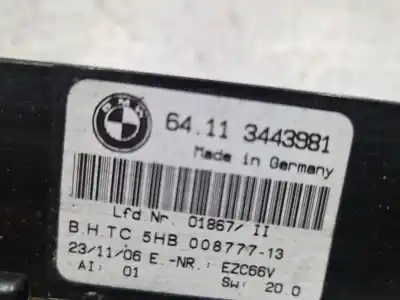 BMW
64.11 3443981
Made in Germany
Lfd.Nr. 01867/ II
B.H.TC 5HB 008777-13
23/11/06 E.-NR.: EZC66V
AI: 01 SW: 20.0